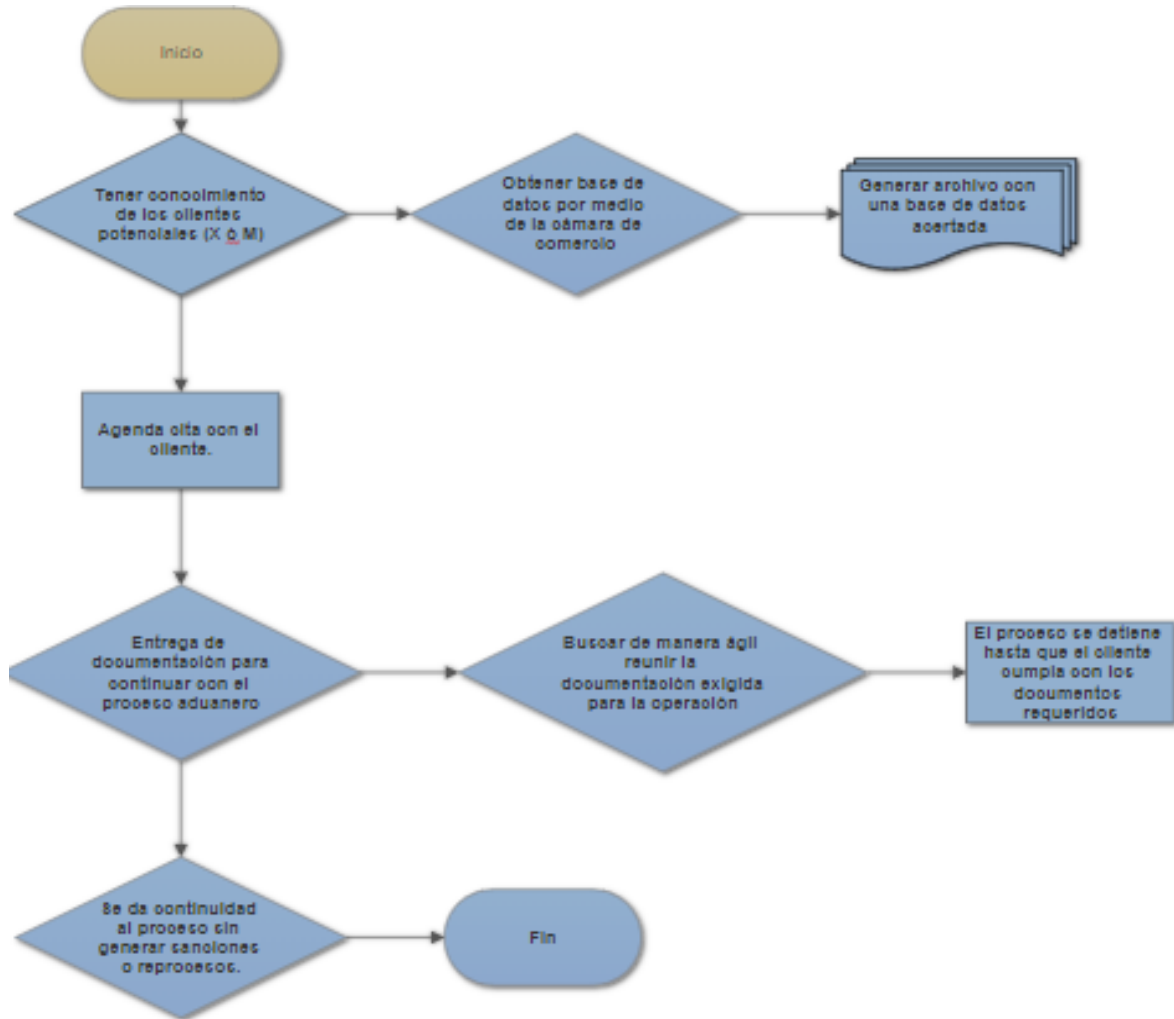 Inicio
Tener conocimiento
de los clientes
potenciales (X ò M)
Obtener base de
datos por medio
de la cámara de
comercio
Generar archivo con
una base de datos
acertada
Agenda cita con el
cliente.
Entrega de
documentación para
continuar con el
proceso aduanero
Buscar de manera ágil
reunir la
documentación exigida
para la operación
El proceso se detiene
hasta que el cliente
cumpla con los
documentos
requeridos
Se da continuidad
al proceso sin
generar sanciones
o reprocesos.
Fin